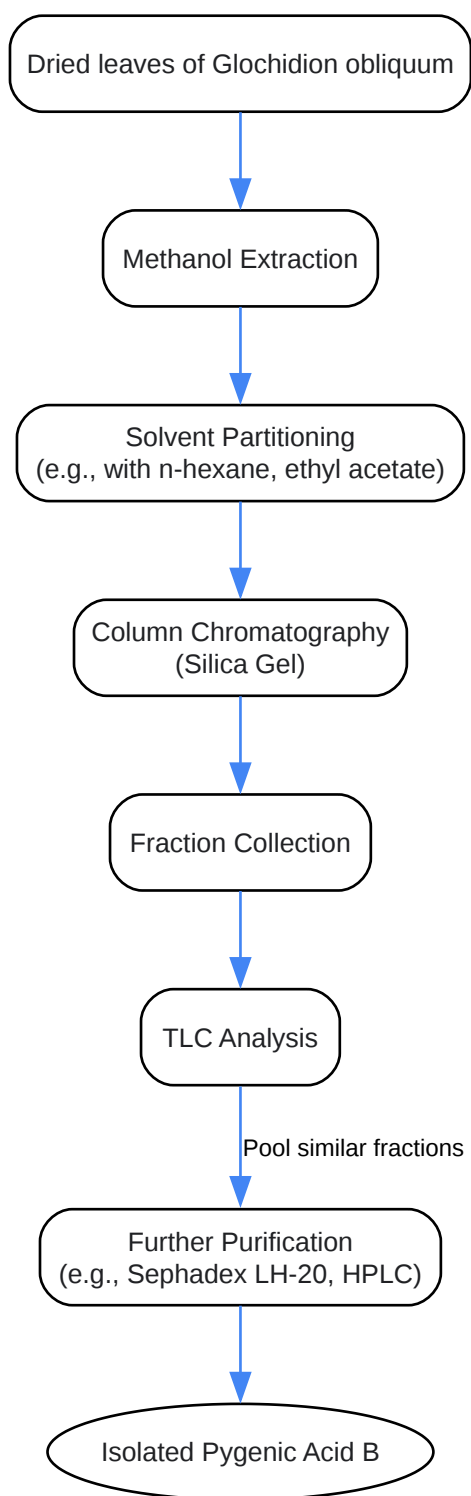 Dried leaves of Glochidion obliquum
Methanol Extraction
Solvent Partitioning
(e.g., with n-hexane, ethyl acetate)
Column Chromatography
(Silica Gel)
Fraction Collection
TLC Analysis
Pool similar fractions
Further Purification
(e.g., Sephadex LH-20, HPLC)
Isolated Pygenic Acid B